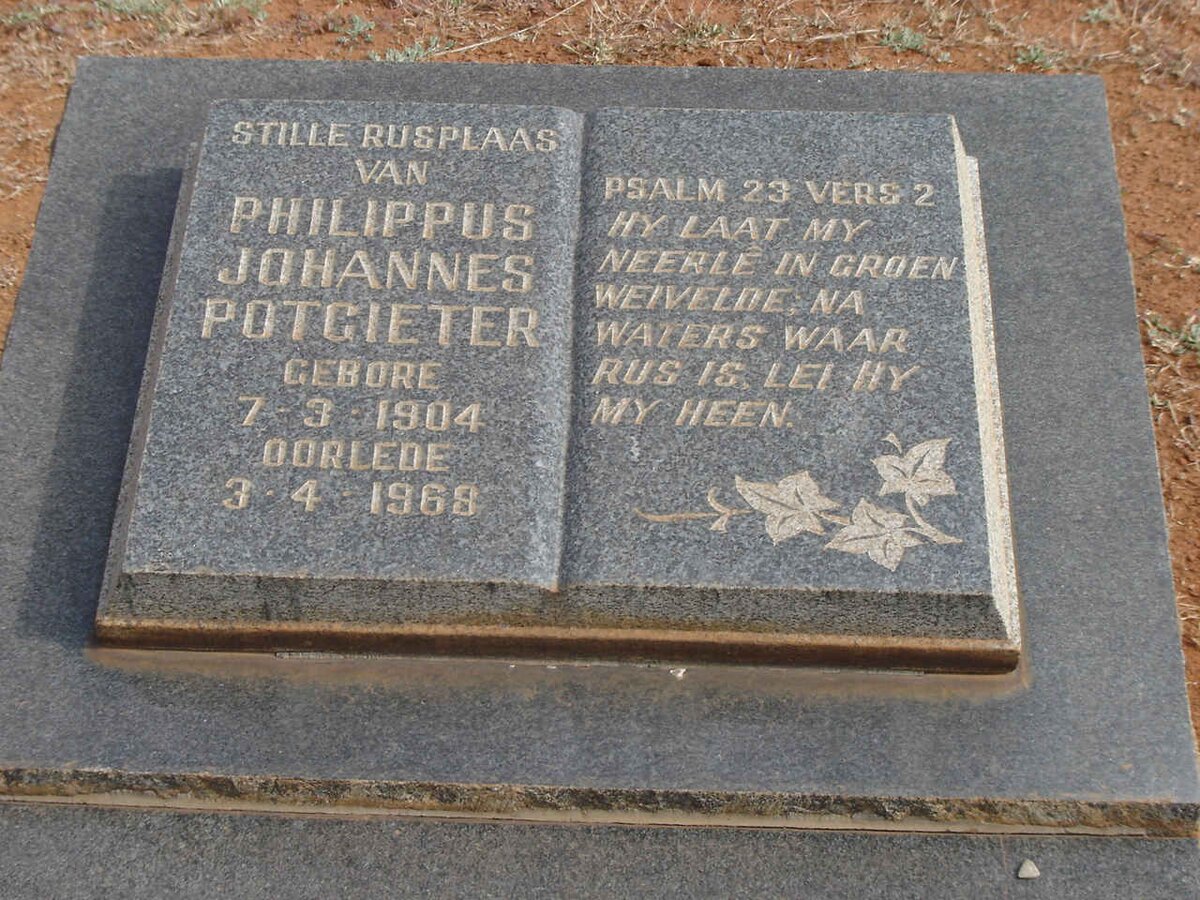 STILLE RUSPLAAS
VAN
PHILIPPUS
JOHANNES
POTGIETER
GEBORE
7 - 3 - 1904
OORLEDE
3 - 4 - 1968
PSALM 23 VERS 2
HY LAAT MY
NEERLÊ IN GROEN
WEIVELDE; NA
WATERS WAAR
RUS IS, LEI HY
MY HEEN.